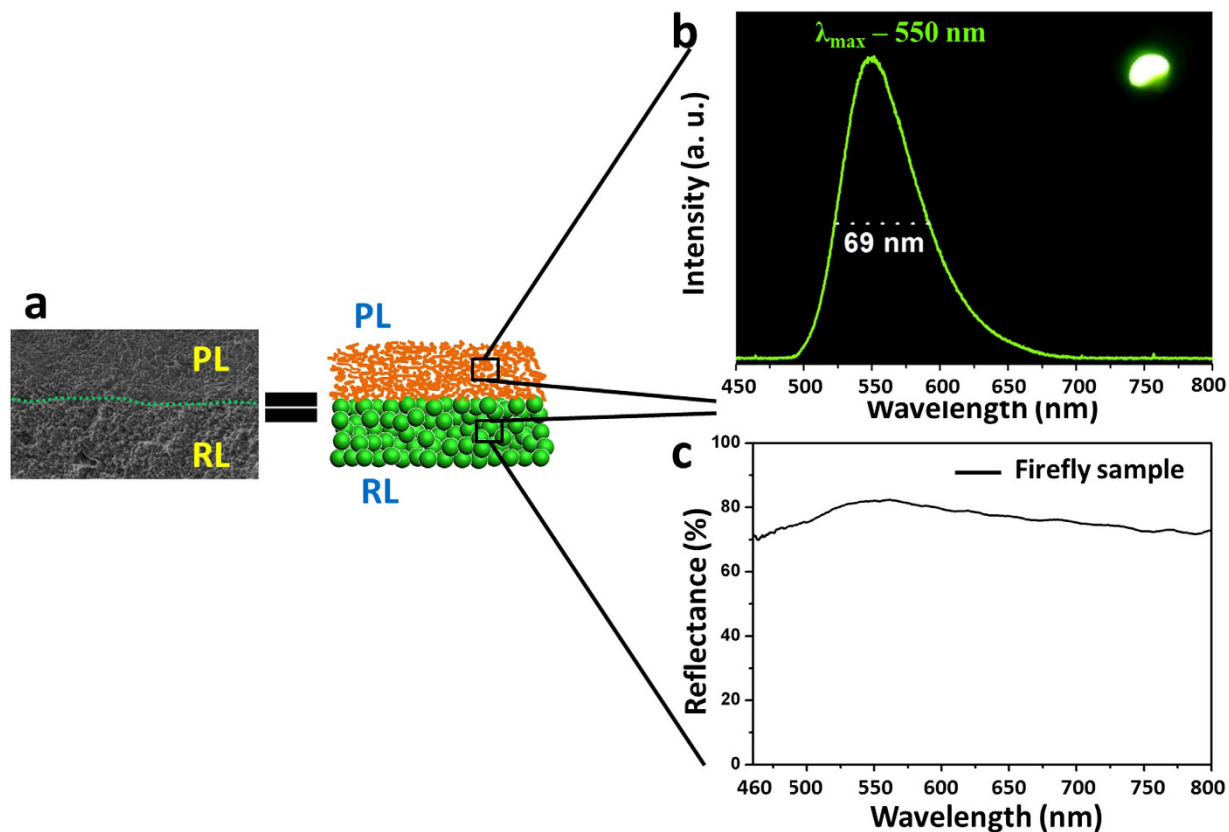 a
PL
RL
PL
RL
b
λmax – 550 nm
Intensity (a. u.)
69 nm
450 500 550 600 650 700 750 800
Wavelength (nm)
c
Firefly sample
Reflectance (%)
100
80
60
40
20
0
460 500 550 600 650 700 750 800
Wavelength (nm)